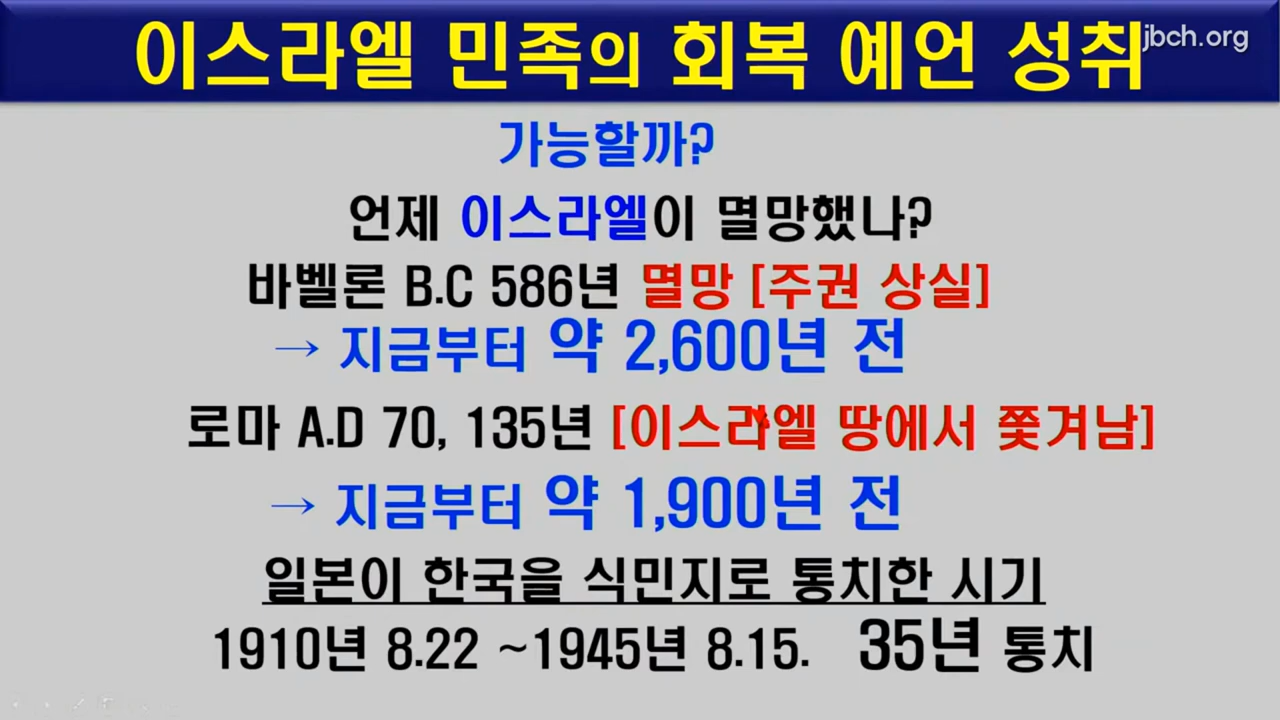 이스라엘 민족의 회복 예언 성취
jbch.org
가능할까?
언제 이스라엘이 멸망했나?
바벨론 B.C 586년 멸망 [주권 상실]
→ 지금부터 약 2,600년 전
로마 A.D 70, 135년 [이스라엘 땅에서 쫓겨남]
→ 지금부터 약 1,900년 전
일본이 한국을 식민지로 통치한 시기
1910년 8.22 ~1945년 8.15. 35년 통치